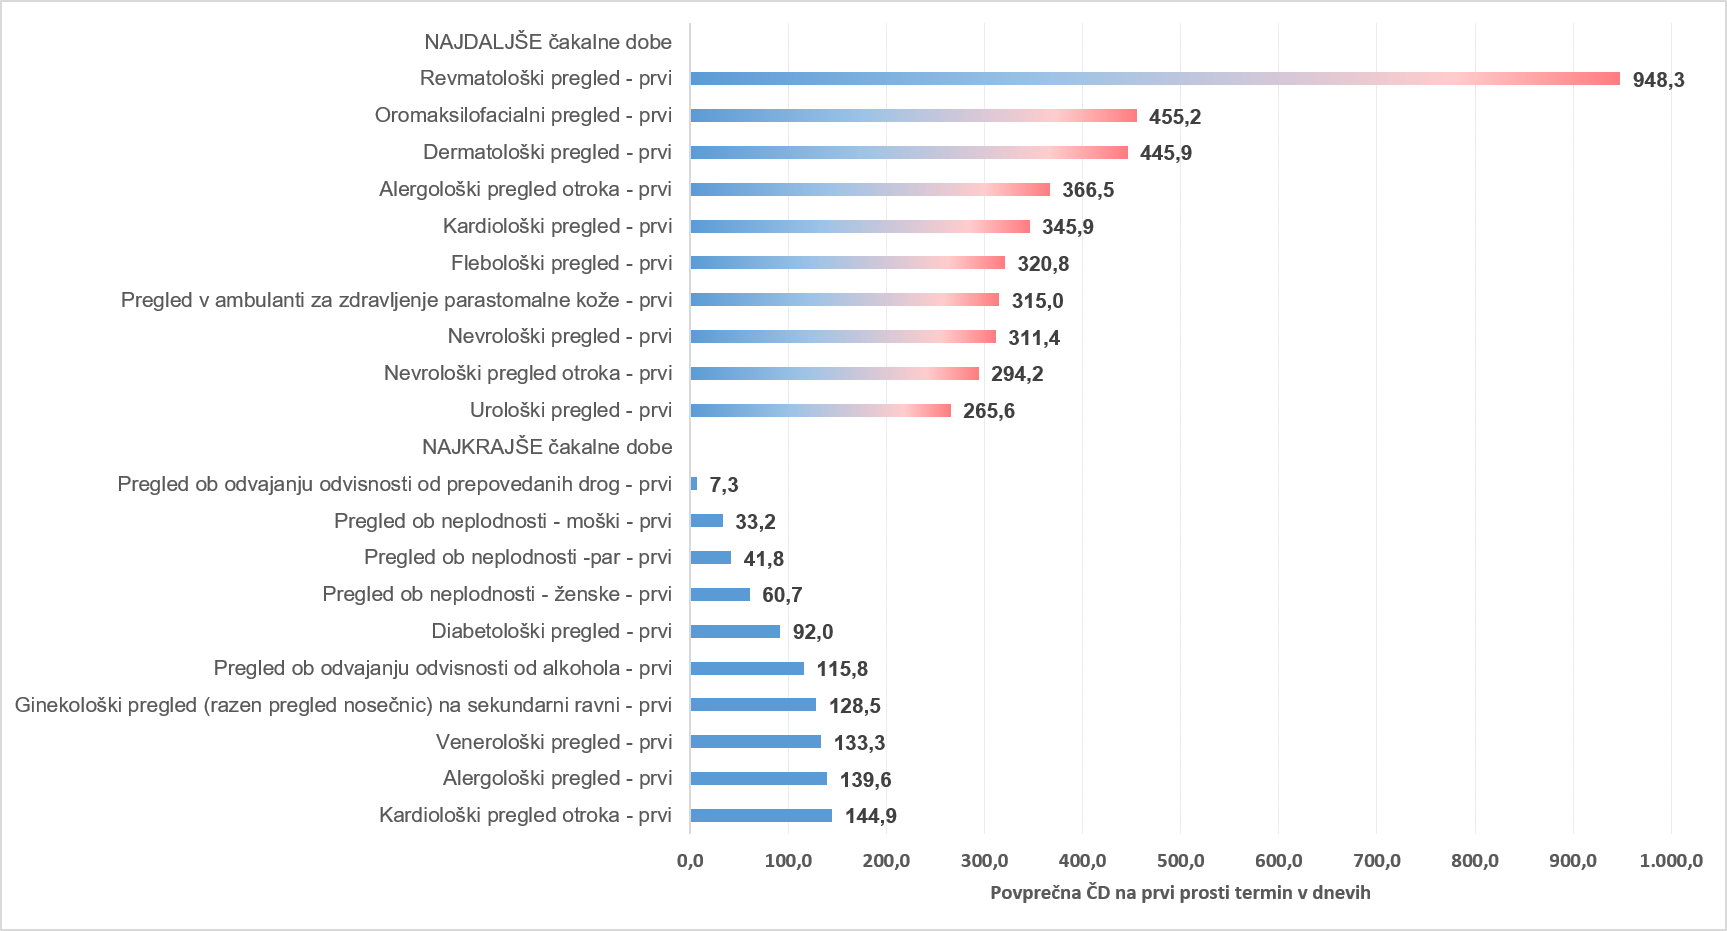 NAJDALJŠE čakalne dobe
Revmatološki pregled - prvi 948,3
Oromaksilofacialni pregled - prvi 455,2
Dermatološki pregled - prvi 445,9
Alergološki pregled otroka - prvi 366,5
Kardiološki pregled - prvi 345,9
Flebološki pregled - prvi 320,8
Pregled v ambulanti za zdravljenje parastomalne kože - prvi 315,0
Nevrološki pregled - prvi 311,4
Nevrološki pregled otroka - prvi 294,2
Urološki pregled - prvi 265,6
NAJKRAJŠE čakalne dobe
Pregled ob odvajanju odvisnosti od prepovedanih drog - prvi 7,3
Pregled ob neplodnosti - moški - prvi 33,2
Pregled ob neplodnosti -par - prvi 41,8
Pregled ob neplodnosti - ženske - prvi 60,7
Diabetološki pregled - prvi 92,0
Pregled ob odvajanju odvisnosti od alkohola - prvi 115,8
Ginekološki pregled (razen pregled nosečnic) na sekundarni ravni - prvi 128,5
Venerološki pregled - prvi 133,3
Alergološki pregled - prvi 139,6
Kardiološki pregled otroka - prvi 144,9
0,0 100,0 200,0 300,0 400,0 500,0 600,0 700,0 800,0 900,0 1.000,0
Povprečna ČD na prvi prosti termin v dnevih